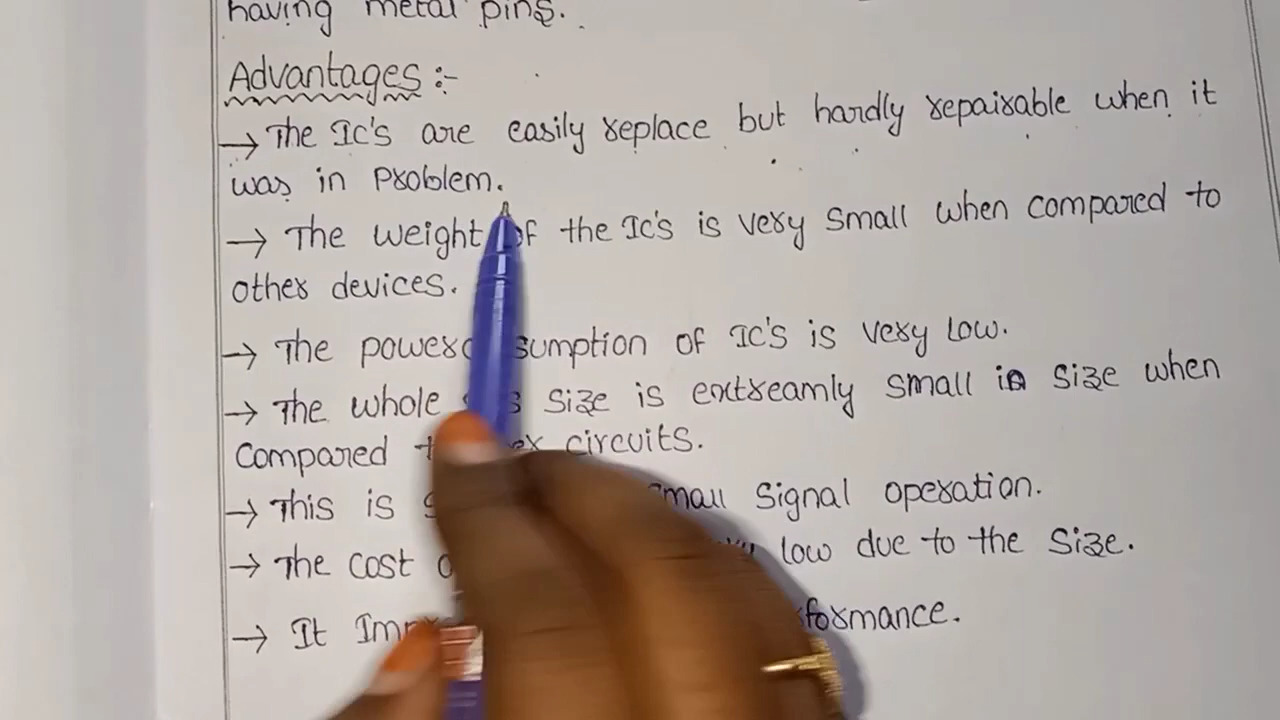 having metal pins.
Advantages :-
→ The Ic's are easily replace but hardly repairable when it
was in Problem.
→ The weight of the Ic's is very small when compared to
other devices.
→ The power sumption of Ic's is very low.
→ The whole size is extreamly small in size when
Compared circuits.
→ This is small signal operation.
→ The cost low due to the size.
→ It